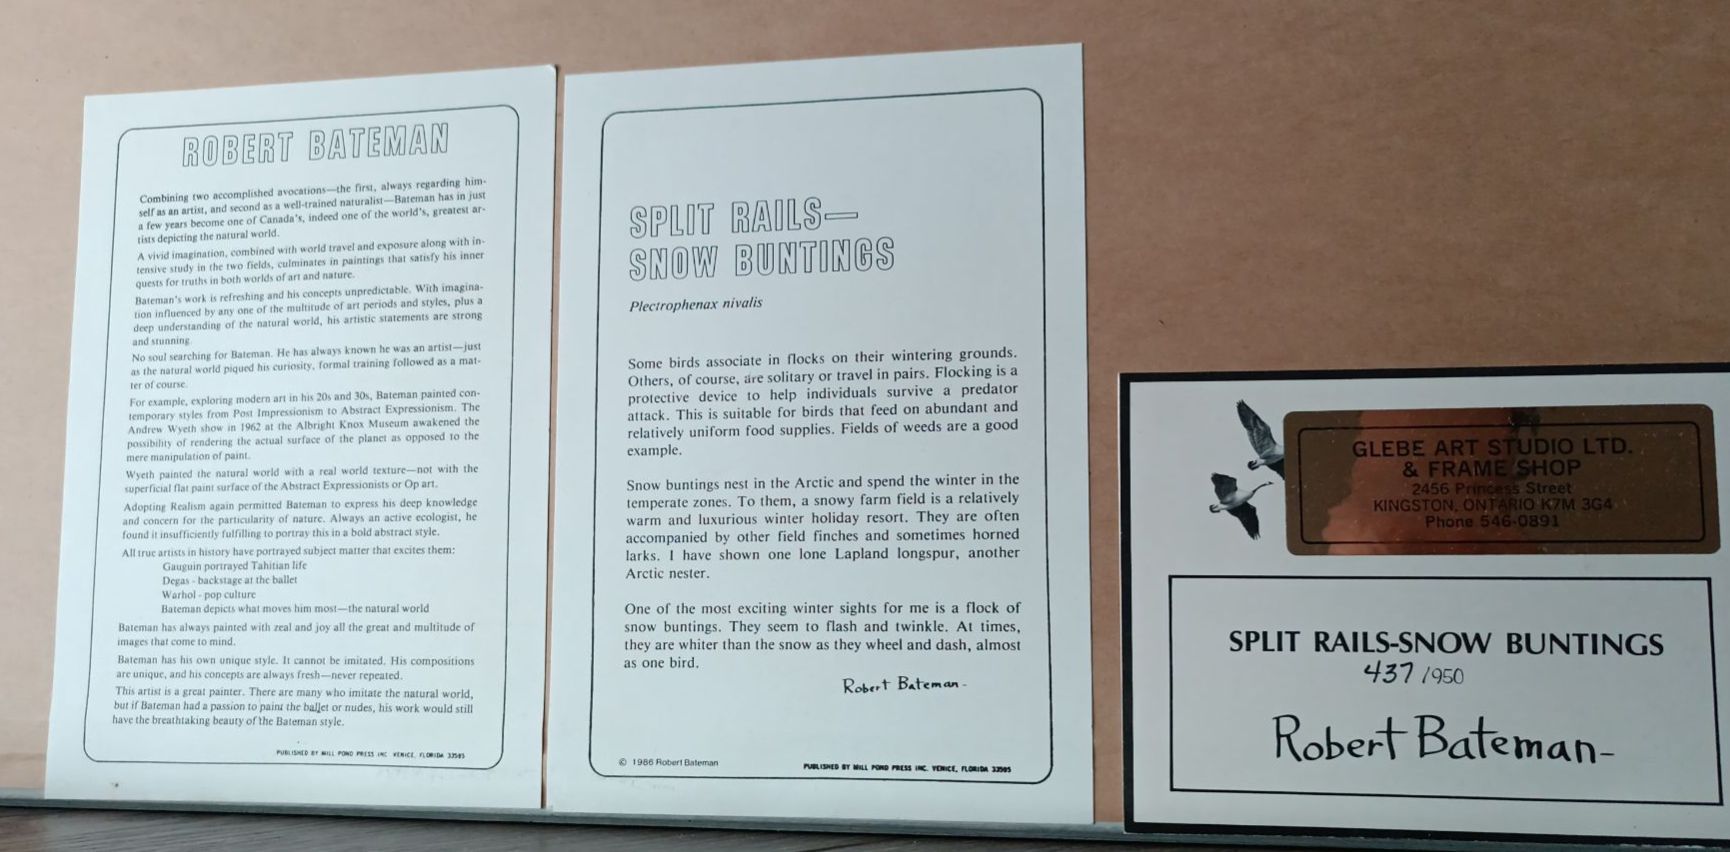 ROBERT BATEMAN
Combining two accomplished avocations—the first, always regarding him-
self as an artist, and second as a well-trained naturalist—Bateman has in just
a few years become one of Canada's, indeed one of the world's, greatest ar-
tists depicting the natural world.
A vivid imagination, combined with world travel and exposure along with in-
tensive study in the two fields, culminates in paintings that satisfy his inner
quests for truths in both worlds of art and nature.
Bateman's work is refreshing and his concepts unpredictable. With imagina-
tion influenced by any one of the multitude of art periods and styles, plus a
deep understanding of the natural world, his artistic statements are strong
and stunning.
No soul searching for Bateman. He has always known he was an artist—just
as the natural world piqued his curiosity, formal training followed as a mat-
ter of course.
For example, exploring modern art in his 20s and 30s, Bateman painted con-
temporary styles from Post Impressionism to Abstract Expressionism. The
Andrew Wyeth show in 1962 at the Albright Knox Museum awakened the
possibility of rendering the actual surface of the planet as opposed to the
mere manipulation of paint.
Wyeth painted the natural world with a real world texture—not with the
superficial flat paint surface of the Abstract Expressionists or Op art.
Adopting Realism again permitted Bateman to express his deep knowledge
and concern for the particularity of nature. Always an active ecologist, he
found it insufficiently fulfilling to portray this in a bold abstract style.
All true artists in history have portrayed subject matter that excites them:
Gauguin portrayed Tahitian life
Degas - backstage at the ballet
Warhol - pop culture
Bateman depicts what moves him most—the natural world
Bateman has always painted with zeal and joy all the great and multitude of
images that come to mind.
Bateman has his own unique style. It cannot be imitated. His compositions
are unique, and his concepts are always fresh—never repeated.
This artist is a great painter. There are many who imitate the natural world,
but if Bateman had a passion to paint the ballet or nudes, his work would still
have the breathtaking beauty of the Bateman style.
PUBLISHED BY MILL POND PRESS INC. VENICE, FLORIDA 33595
SPLIT RAILS—
SNOW BUNTINGS
Plectrophenax nivalis
Some birds associate in flocks on their wintering grounds.
Others, of course, are solitary or travel in pairs. Flocking is a
protective device to help individuals survive a predator
attack. This is suitable for birds that feed on abundant and
relatively uniform food supplies. Fields of weeds are a good
example.
Snow buntings nest in the Arctic and spend the winter in the
temperate zones. To them, a snowy farm field is a relatively
warm and luxurious winter holiday resort. They are often
accompanied by other field finches and sometimes horned
larks. I have shown one lone Lapland longspur, another
Arctic nester.
One of the most exciting winter sights for me is a flock of
snow buntings. They seem to flash and twinkle. At times,
they are whiter than the snow as they wheel and dash, almost
as one bird.
Robert Bateman-
© 1986 Robert Bateman
PUBLISHED BY MILL POND PRESS INC. VENICE, FLORIDA 33595
GLEBE ART STUDIO LTD.
& FRAME SHOP
2456 Princess Street
KINGSTON, ONTARIO K7M 3G4
Phone 546-0891
SPLIT RAILS-SNOW BUNTINGS
437/950
Robert Bateman-